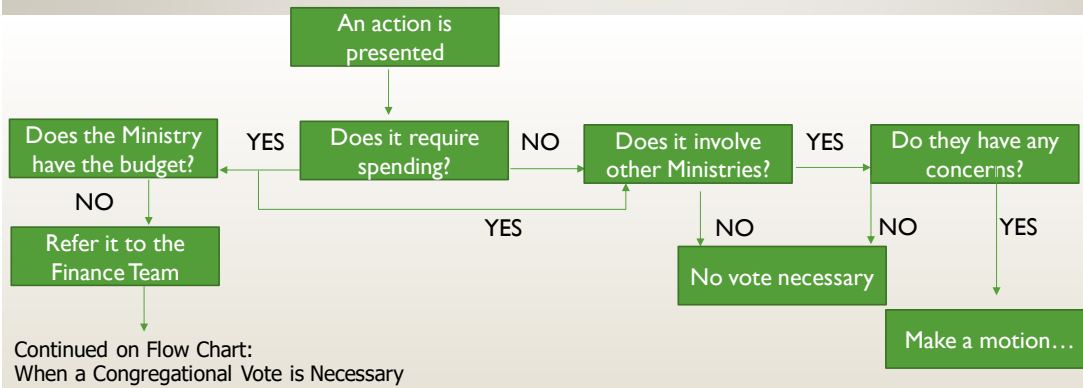 An action is
presented
Does the Ministry
have the budget?
YES
Does it require
spending?
NO
Does it involve
other Ministries?
YES
Do they have any
concerns?
NO
YES
NO
NO
YES
Refer it to the
Finance Team
No vote necessary
Make a motion…
Continued on Flow Chart:
When a Congregational Vote is Necessary